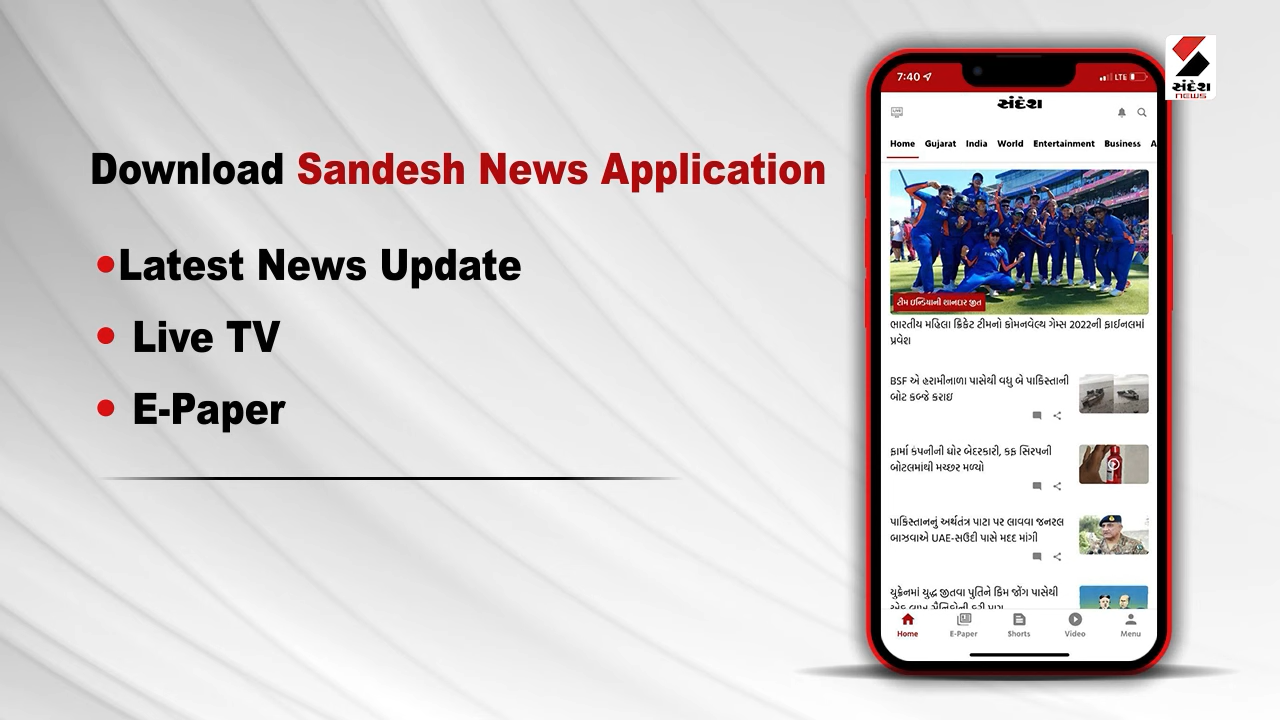 Download Sandesh News Application
•Latest News Update
• Live TV
• E-Paper
સંદેશ
NEWS
7:40
LTE
LIVE
સંદેશ
Home Gujarat India World Entertainment Business A
ટીમ ઇન્ડિયાની શાનદાર જીત
ભારતીય મહિલા ક્રિકેટ ટીમનો કોમનવેલ્થ ગેમ્સ 2022ની ફાઈનલમાં
પ્રવેશ
BSF એ હરામીનાળા પાસેથી વધુ બે પાકિસ્તાની
બોટ કબ્જે કરાઇ
ફાર્મા કંપનીની ઘોર બેદરકારી, કફ સિરપની
બોટલમાંથી મચ્છર મળ્યો
પાકિસ્તાનનું અર્થતંત્ર પાટા પર લાવવા જનરલ
બાઝવાએ UAE-સઉદી પાસે મદદ માંગી
યુક્રેનમાં યુદ્ધ જીતવા પુતિને કિમ જોંગ પાસેથી
Home E-Paper Shorts Video Menu